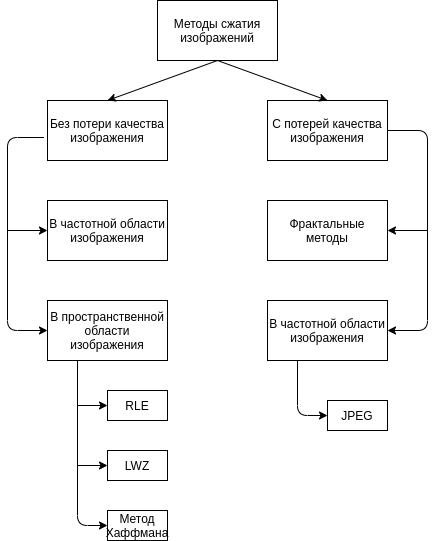 Методы сжатия
изображений
Без потери качества
изображения
С потерей качества
изображения
В частотной области
изображения
Фрактальные
методы
В пространственной
области
изображения
В частотной области
изображения
RLE
JPEG
LWZ
Метод
Хаффмана